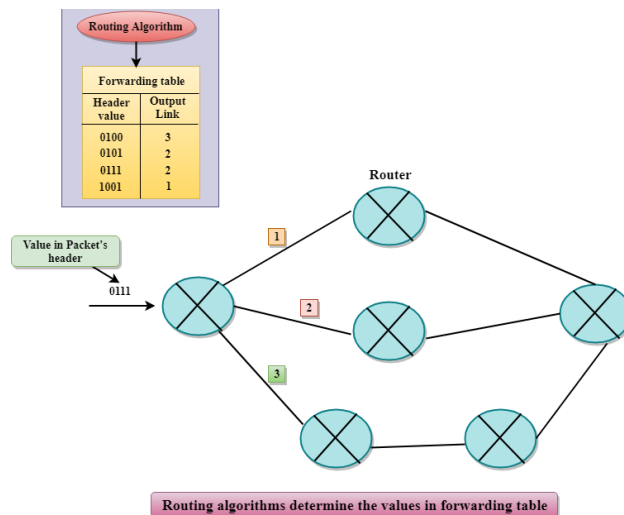 Routing Algorithm
Forwarding table
Header Output
value Link
0100 3
0101 2
0111 2
1001 1
Router
Value in Packet's
header
0111
1
2
3
Routing algorithms determine the values in forwarding table